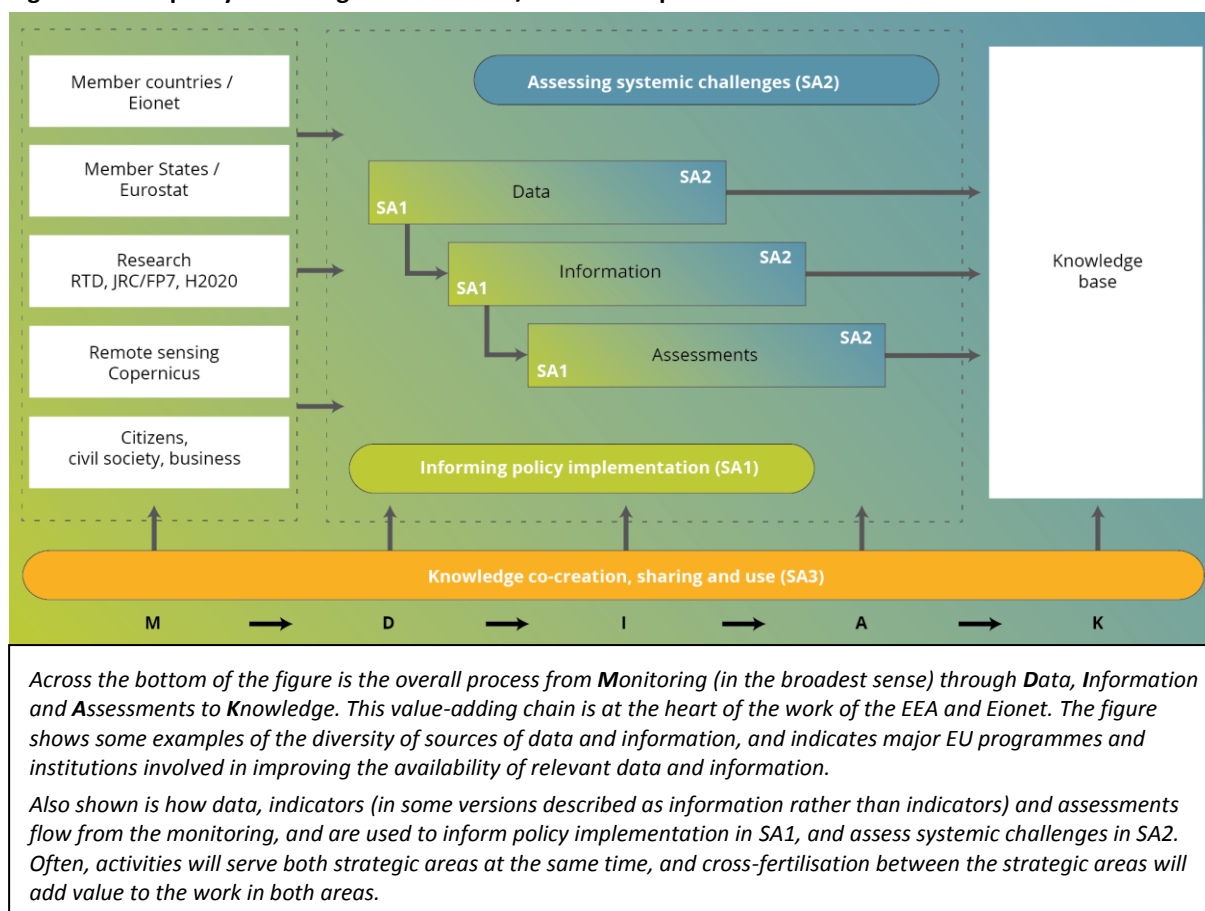 Member countries /
Eionet
Member States /
Eurostat
Research
RTD, JRC/FP7, H2020
Remote sensing
Copernicus
Citizens,
civil society, business
Assessing systemic challenges (SA2)
SA2
Data
SA1
SA2
Information
SA1
SA2
Assessments
SA1
Informing policy implementation (SA1)
Knowledge
base
Knowledge co-creation, sharing and use (SA3)
M D I A K
Across the bottom of the figure is the overall process from Monitoring (in the broadest sense) through Data, Information
and Assessments to Knowledge. This value-adding chain is at the heart of the work of the EEA and Eionet. The figure
shows some examples of the diversity of sources of data and information, and indicates major EU programmes and
institutions involved in improving the availability of relevant data and information.
Also shown is how data, indicators (in some versions described as information rather than indicators) and assessments
flow from the monitoring, and are used to inform policy implementation in SA1, and assess systemic challenges in SA2.
Often, activities will serve both strategic areas at the same time, and cross-fertilisation between the strategic areas will
add value to the work in both areas.